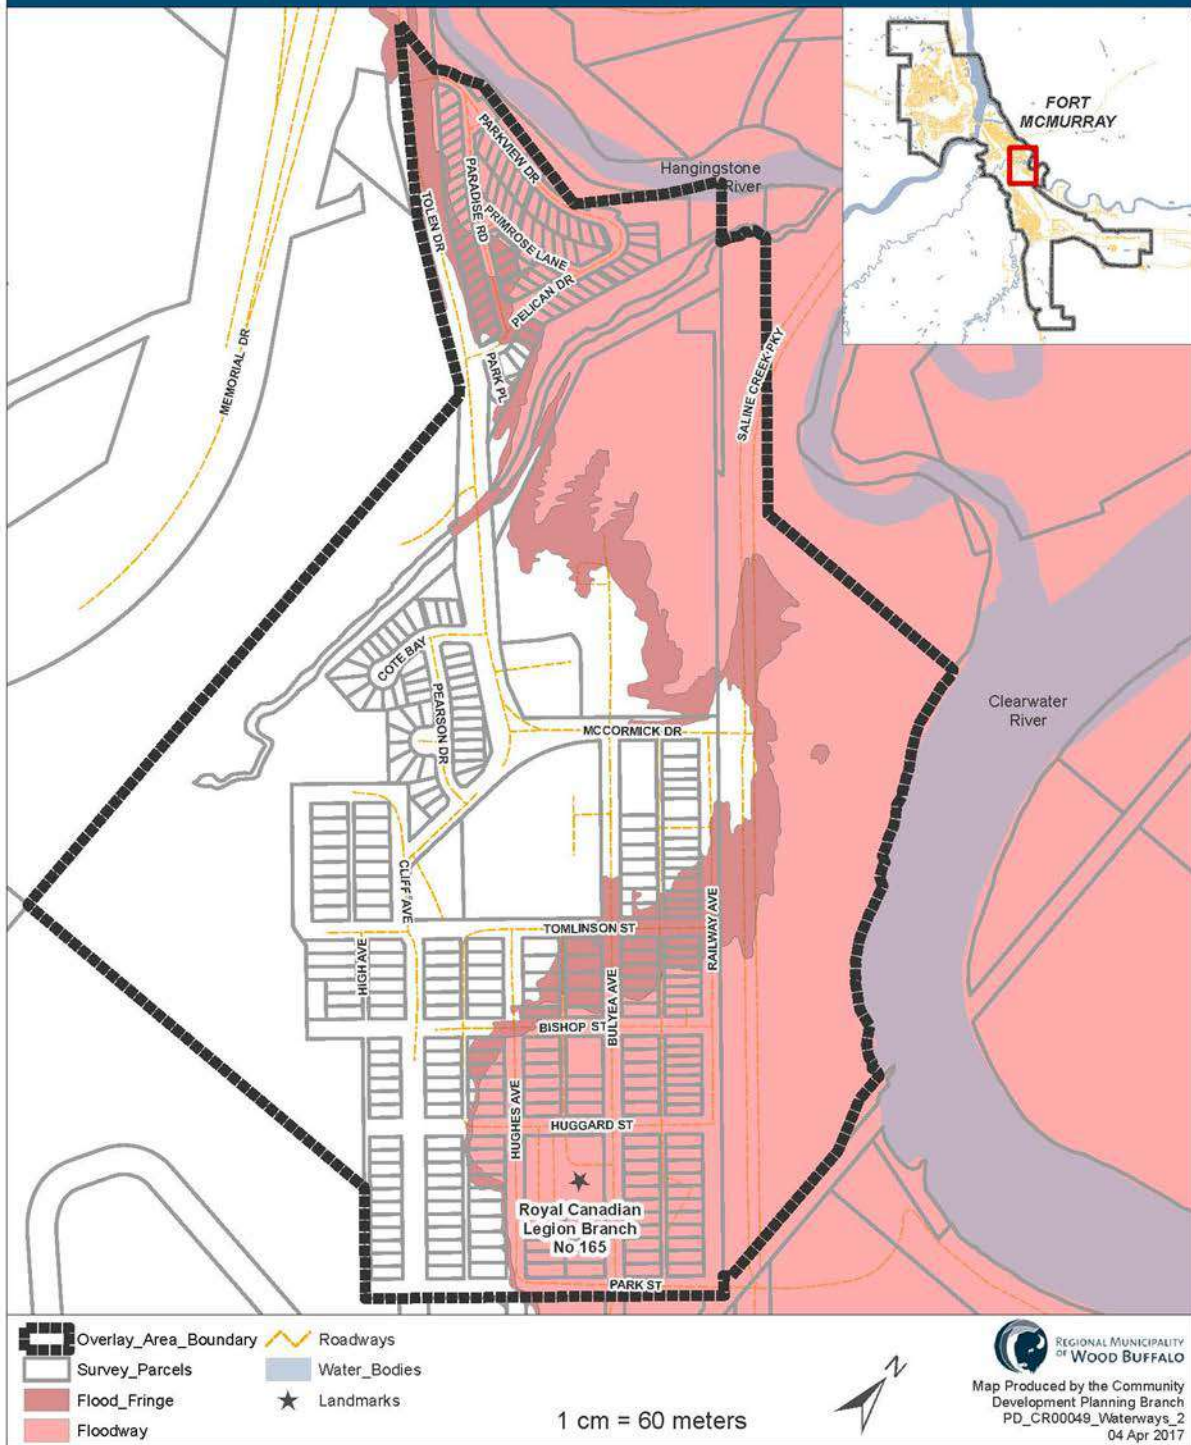 FORT
MCMURRAY
Hangingstone
River
PARKVIEW DR
PARADISE RD
TOLEN DR
PRIMROSE LANE
PELICAN DR
PARK PL
MEMORIAL DR
SALINE CREEK PKY
COTE BAY
PEARSON DR
Clearwater
River
MCCORMICK DR
CLIFF AVE
TOMLINSON ST
RAILWAY AVE
HIGH AVE
BULYEA AVE
BISHOP ST
HUGHES AVE
HUGGARD ST
Royal Canadian
Legion Branch
No 165
PARK ST
Overlay_Area_Boundary
Roadways
Survey_Parcels
Water_Bodies
Flood_Fringe
Landmarks
Floodway
1 cm = 60 meters
N
REGIONAL MUNICIPALITY
OF WOOD BUFFALO
Map Produced by the Community
Development Planning Branch
PD_CR00049_Waterways_2
04 Apr 2017